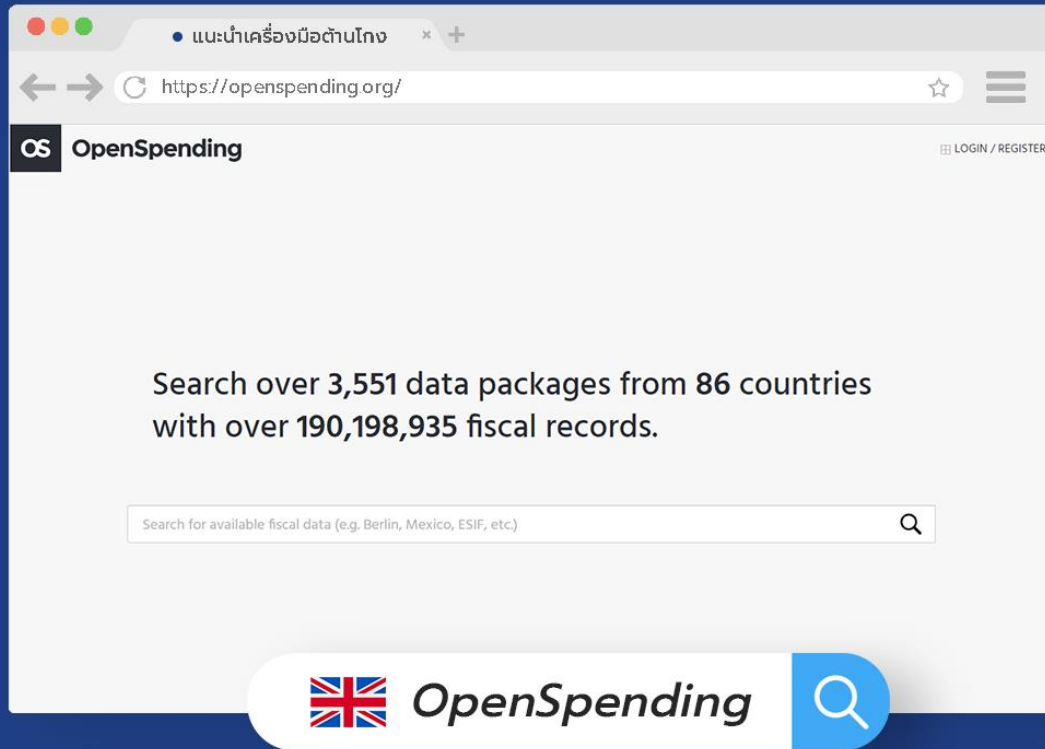 แนะนำเครื่องมือต้านโกง
https://openspending.org/
OS OpenSpending
LOGIN / REGISTER
Search over 3,551 data packages from 86 countries
with over 190,198,935 fiscal records.
Search for available fiscal data (e.g. Berlin, Mexico, ESIF, etc.)
OpenSpending